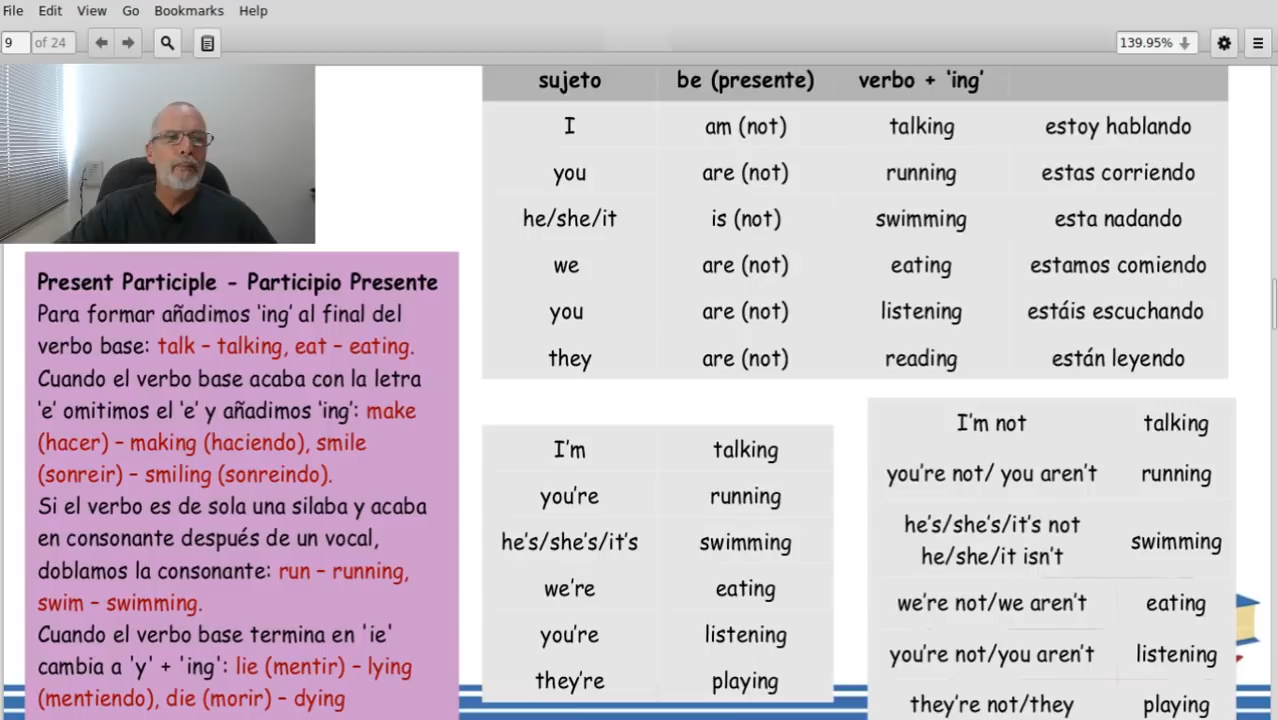 File Edit View Go Bookmarks Help
9 of 24
139.95%
sujeto be (presente) verbo + 'ing'
I am (not) talking estoy hablando
you are (not) running estas corriendo
he/she/it is (not) swimming esta nadando
we are (not) eating estamos comiendo
you are (not) listening estáis escuchando
they are (not) reading están leyendo
Present Participle - Participio Presente
Para formar añadimos 'ing' al final del
verbo base: talk – talking, eat – eating.
Cuando el verbo base acaba con la letra
'e' omitimos el 'e' y añadimos 'ing': make
(hacer) – making (haciendo), smile
(sonreir) – smiling (sonreindo).
Si el verbo es de sola una silaba y acaba
en consonante después de un vocal,
doblamos la consonante: run – running,
swim – swimming.
Cuando el verbo base termina en 'ie'
cambia a 'y' + 'ing': lie (mentir) – lying
(mentiendo), die (morir) – dying
I'm talking
you're running
he's/she's/it's swimming
we're eating
you're listening
they're playing
I'm not talking
you're not/ you aren't running
he's/she's/it's not
he/she/it isn't swimming
we're not/we aren't eating
you're not/you aren't listening
they're not/they playing